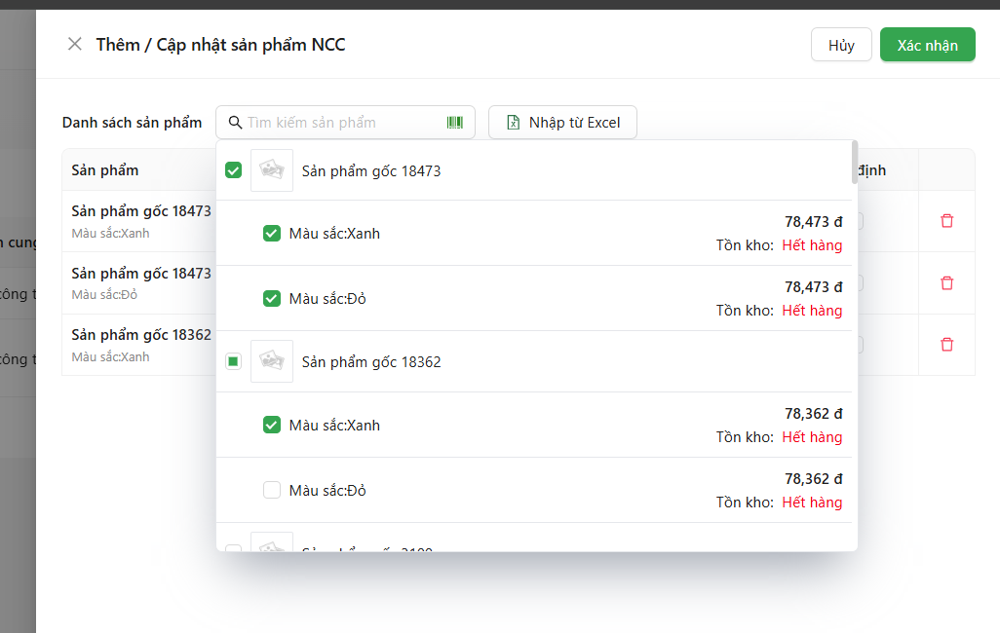 Thêm / Cập nhật sản phẩm NCC
Hủy
Xác nhận
Danh sách sản phẩm
Tìm kiếm sản phẩm
Nhập từ Excel
Sản phẩm
định
Sản phẩm gốc 18473
Màu sắc:Xanh
Sản phẩm gốc 18473
Màu sắc:Đỏ
Sản phẩm gốc 18362
Màu sắc:Xanh
Sản phẩm gốc 18473
Màu sắc:Xanh
78,473 đ
Tồn kho: Hết hàng
Màu sắc:Đỏ
78,473 đ
Tồn kho: Hết hàng
Sản phẩm gốc 18362
Màu sắc:Xanh
78,362 đ
Tồn kho: Hết hàng
Màu sắc:Đỏ
78,362 đ
Tồn kho: Hết hàng
Sản phẩm gốc
cung
công t
công t